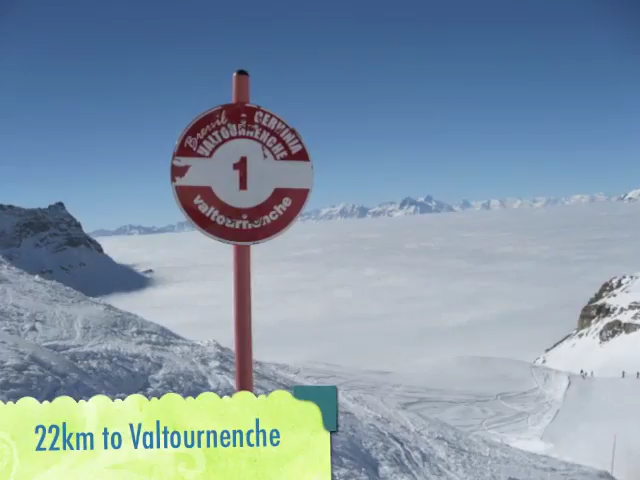 Breuil - CERVINIA
VALTOURNENCHE
1
valtournenche
22km to Valtournenche